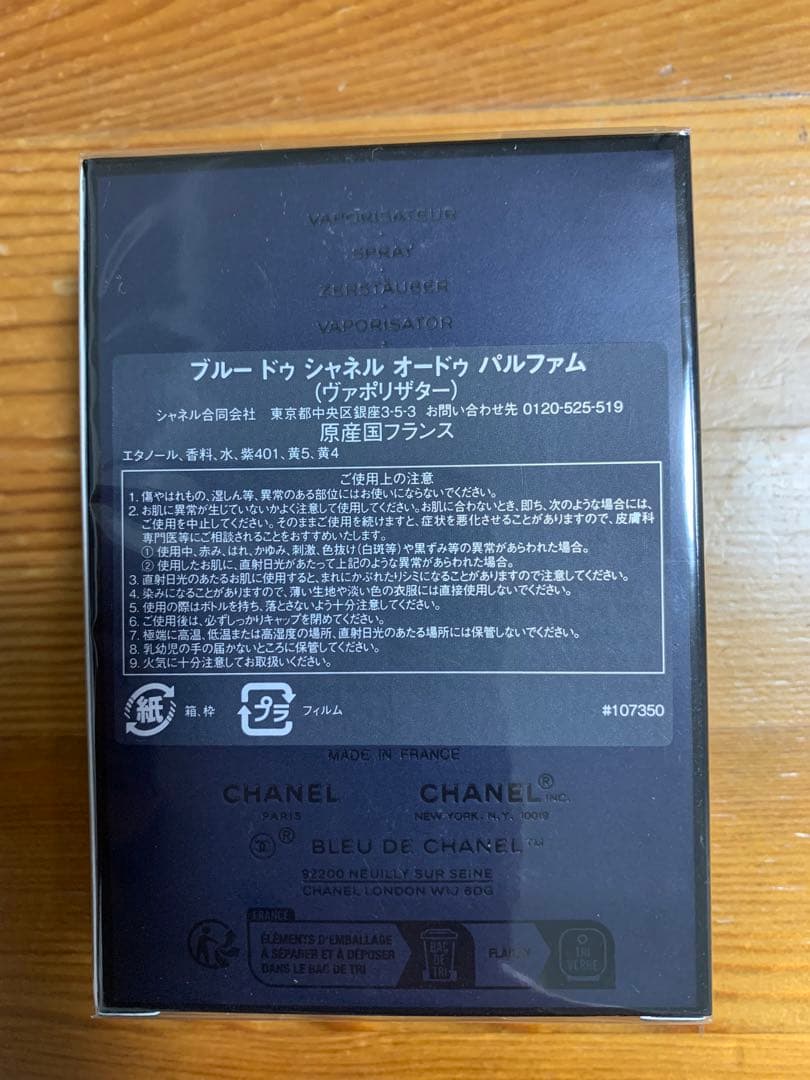 VAPORISATEUR
SPRAY
ZERSTÄUBER
VAPORISATOR
ブルー ドゥ シャネル オードゥ パルファム
(ヴァポリザター)
シャネル合同会社 東京都中央区銀座3-5-3 お問い合わせ先 0120-525-519
原産国フランス
エタノール、香料、水、紫401、黄5、黄4
ご使用上の注意
1. 傷やはれもの、湿しん等、異常のある部位にはお使いにならないでください。
2. お肌に異常が生じていないかよく注意して使用してください。お肌に合わないとき、即ち、次のような場合には、
ご使用を中止してください。そのままご使用を続けますと、症状を悪化させることがありますので、皮膚科
専門医等にご相談されることをおすすめいたします。
① 使用中、赤み、はれ、かゆみ、刺激、色抜け(白斑等)や黒ずみ等の異常があらわれた場合。
② 使用したお肌に、直射日光があたって上記のような異常があらわれた場合。
3. 直射日光のあたるお肌に使用すると、まれにかぶれたりシミになることがありますので注意してください。
4. 染みになることがありますので、薄い生地や淡い色の衣服には直接使用しないでください。
5. 使用の際はボトルを持ち、落とさないよう十分注意してください。
6. ご使用後は、必ずしっかりキャップを閉めてください。
7. 極端に高温、低温または高湿度の場所、直射日光のあたる場所には保管しないでください。
8. 乳幼児の手の届かないところに保管してください。
9. 火気に十分注意してお取扱いください。
紙 箱、枠 プラ フィルム #107350
MADE IN FRANCE
CHANEL CHANEL® INC.
PARIS NEW YORK, N.Y. 10019
® BLEU DE CHANEL™
92200 NEUILLY SUR SEINE
CHANEL LONDON W1J 6DG
FRANCE
ÉLÉMENTS D'EMBALLAGE
À SÉPARER ET À DÉPOSER
DANS LE BAC DE TRI
BAC
DE
TRI
FLACON
TRI
VERRE